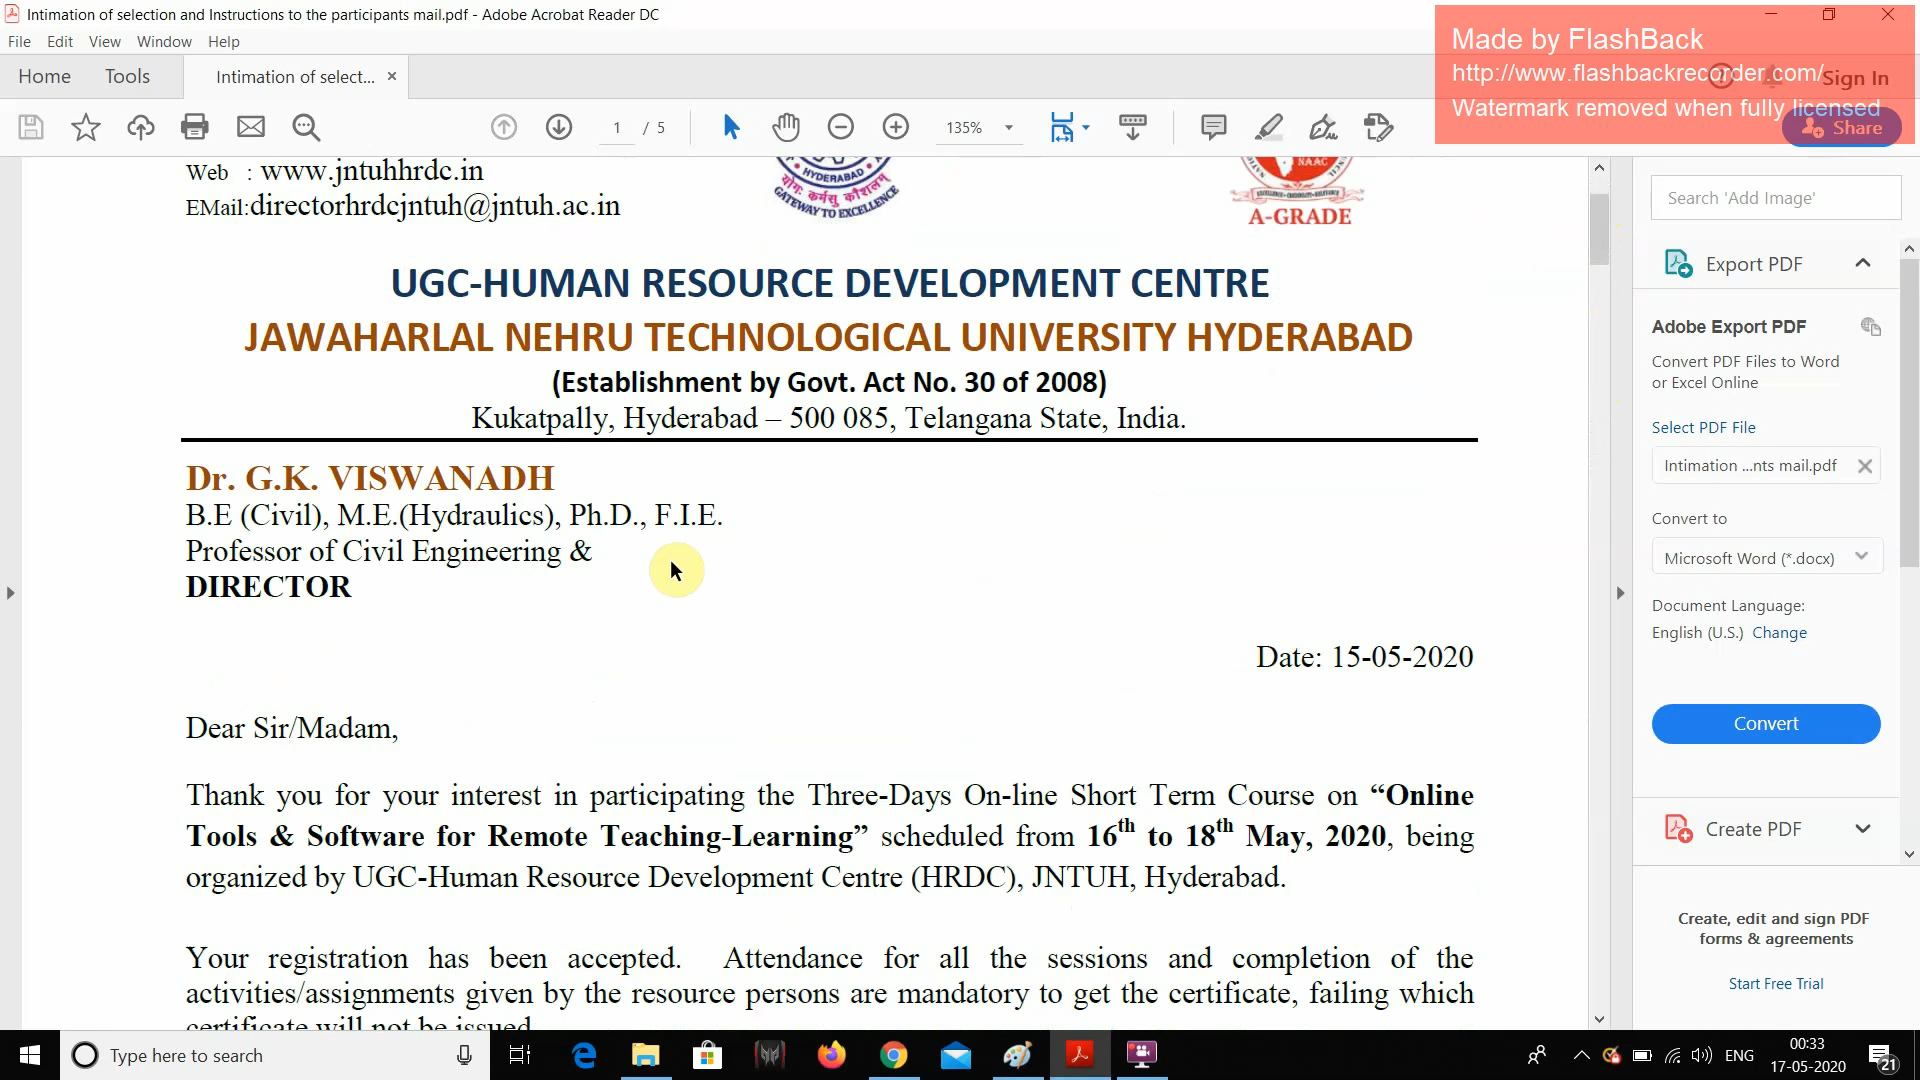 Intimation of selection and Instructions to the participants mail.pdf - Adobe Acrobat Reader DC
File Edit View Window Help
Made by FlashBack
http://www.flashbackrecorder.com/
Watermark removed when fully licensed
Home Tools Intimation of select... ×
Sign In
1 / 5
135%
Share
Web : www.jntuhhrdc.in
EMail:directorhrdcjntuh@jntuh.ac.in
HYDERABAD
योगः कर्मसु कौशलम्
GATEWAY TO EXCELLENCE
NAAC
A-GRADE
UGC-HUMAN RESOURCE DEVELOPMENT CENTRE
JAWAHARLAL NEHRU TECHNOLOGICAL UNIVERSITY HYDERABAD
(Establishment by Govt. Act No. 30 of 2008)
Kukatpally, Hyderabad – 500 085, Telangana State, India.
Dr. G.K. VISWANADH
B.E (Civil), M.E.(Hydraulics), Ph.D., F.I.E.
Professor of Civil Engineering &
DIRECTOR
Date: 15-05-2020
Dear Sir/Madam,
Thank you for your interest in participating the Three-Days On-line Short Term Course on “Online
Tools & Software for Remote Teaching-Learning” scheduled from 16th to 18th May, 2020, being
organized by UGC-Human Resource Development Centre (HRDC), JNTUH, Hyderabad.
Your registration has been accepted. Attendance for all the sessions and completion of the
activities/assignments given by the resource persons are mandatory to get the certificate, failing which
certificate will not be issued
Search 'Add Image'
Export PDF
Adobe Export PDF
Convert PDF Files to Word
or Excel Online
Select PDF File
Intimation ...nts mail.pdf
Convert to
Microsoft Word (*.docx)
Document Language:
English (U.S.) Change
Convert
Create PDF
Create, edit and sign PDF
forms & agreements
Start Free Trial
Type here to search
ENG
00:33
17-05-2020
21